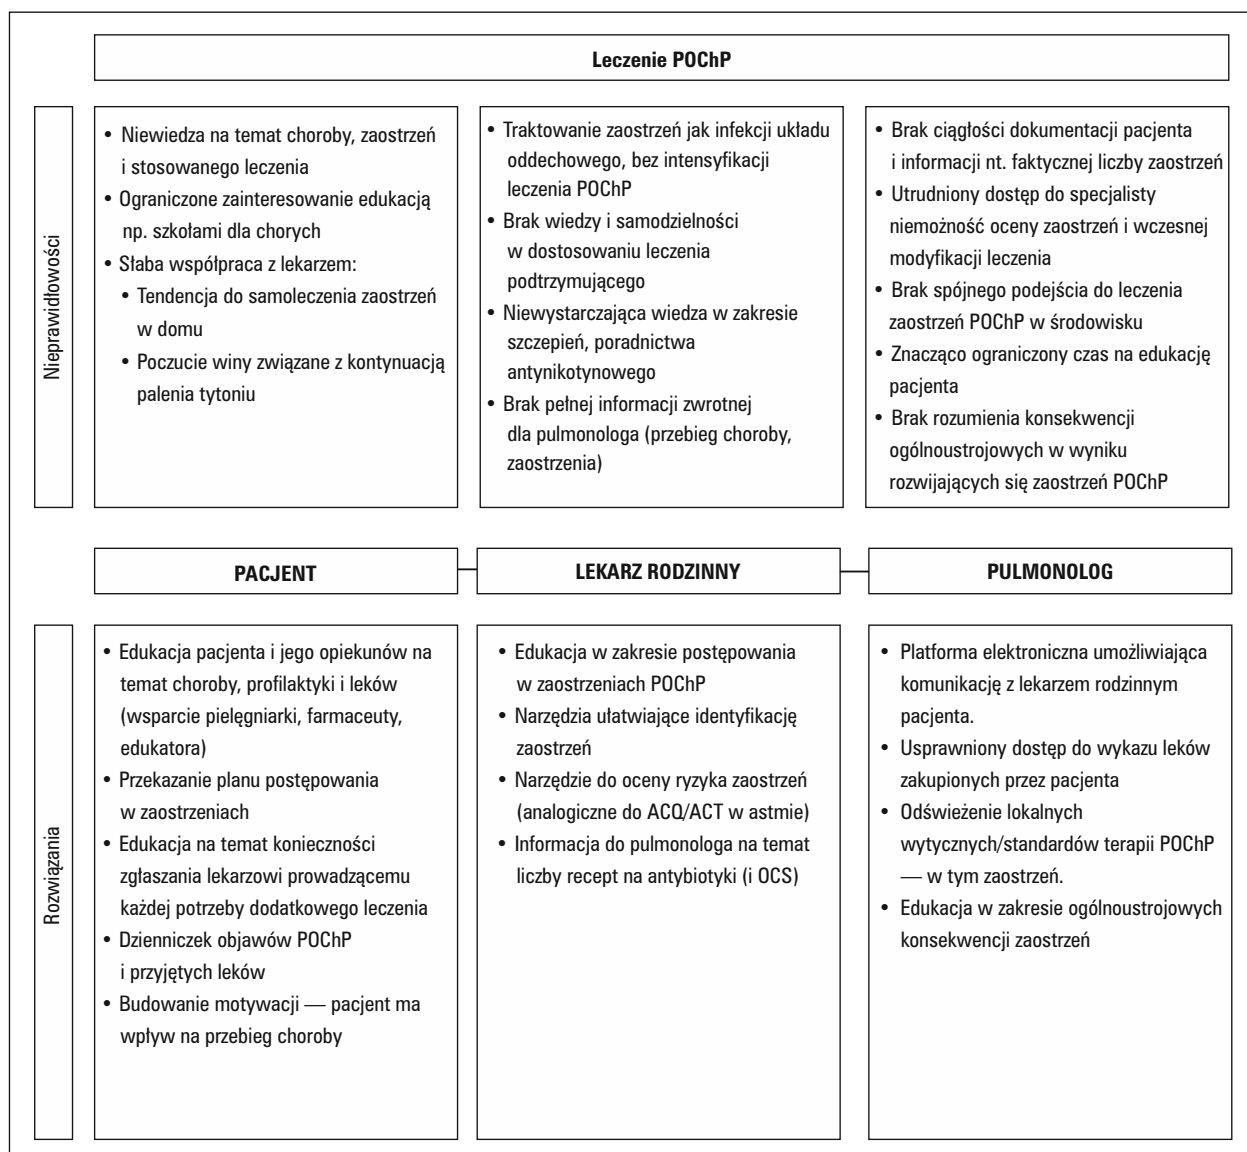 Leczenie POChP
Nieprawidłowości
• Niewiedza na temat choroby, zaostrzeń
i stosowanego leczenia
• Ograniczone zainteresowanie edukacją
np. szkołami dla chorych
• Słaba współpraca z lekarzem:
• Tendencja do samoleczenia zaostrzeń
w domu
• Poczucie winy związane z kontynuacją
palenia tytoniu
• Traktowanie zaostrzeń jak infekcji układu
oddechowego, bez intensyfikacji
leczenia POChP
• Brak wiedzy i samodzielności
w dostosowaniu leczenia
podtrzymującego
• Niewystarczająca wiedza w zakresie
szczepień, poradnictwa
antynikotynowego
• Brak pełnej informacji zwrotnej
dla pulmonologa (przebieg choroby,
zaostrzenia)
• Brak ciągłości dokumentacji pacjenta
i informacji nt. faktycznej liczby zaostrzeń
• Utrudniony dostęp do specjalisty
niemożność oceny zaostrzeń i wczesnej
modyfikacji leczenia
• Brak spójnego podejścia do leczenia
zaostrzeń POChP w środowisku
• Znacząco ograniczony czas na edukację
pacjenta
• Brak rozumienia konsekwencji
ogólnoustrojowych w wyniku
rozwijających się zaostrzeń POChP
PACJENT
LEKARZ RODZINNY
PULMONOLOG
Rozwiązania
• Edukacja pacjenta i jego opiekunów na
temat choroby, profilaktyki i leków
(wsparcie pielęgniarki, farmaceuty,
edukatora)
• Przekazanie planu postępowania
w zaostrzeniach
• Edukacja na temat konieczności
zgłaszania lekarzowi prowadzącemu
każdej potrzeby dodatkowego leczenia
• Dzienniczek objawów POChP
i przyjętych leków
• Budowanie motywacji — pacjent ma
wpływ na przebieg choroby
• Edukacja w zakresie postępowania
w zaostrzeniach POChP
• Narzędzia ułatwiające identyfikację
zaostrzeń
• Narzędzie do oceny ryzyka zaostrzeń
(analogiczne do ACQ/ACT w astmie)
• Informacja do pulmonologa na temat
liczby recept na antybiotyki (i OCS)
• Platforma elektroniczna umożliwiająca
komunikację z lekarzem rodzinnym
pacjenta.
• Usprawniony dostęp do wykazu leków
zakupionych przez pacjenta
• Odświeżenie lokalnych
wytycznych/standardów terapii POChP
— w tym zaostrzeń.
• Edukacja w zakresie ogólnoustrojowych
konsekwencji zaostrzeń